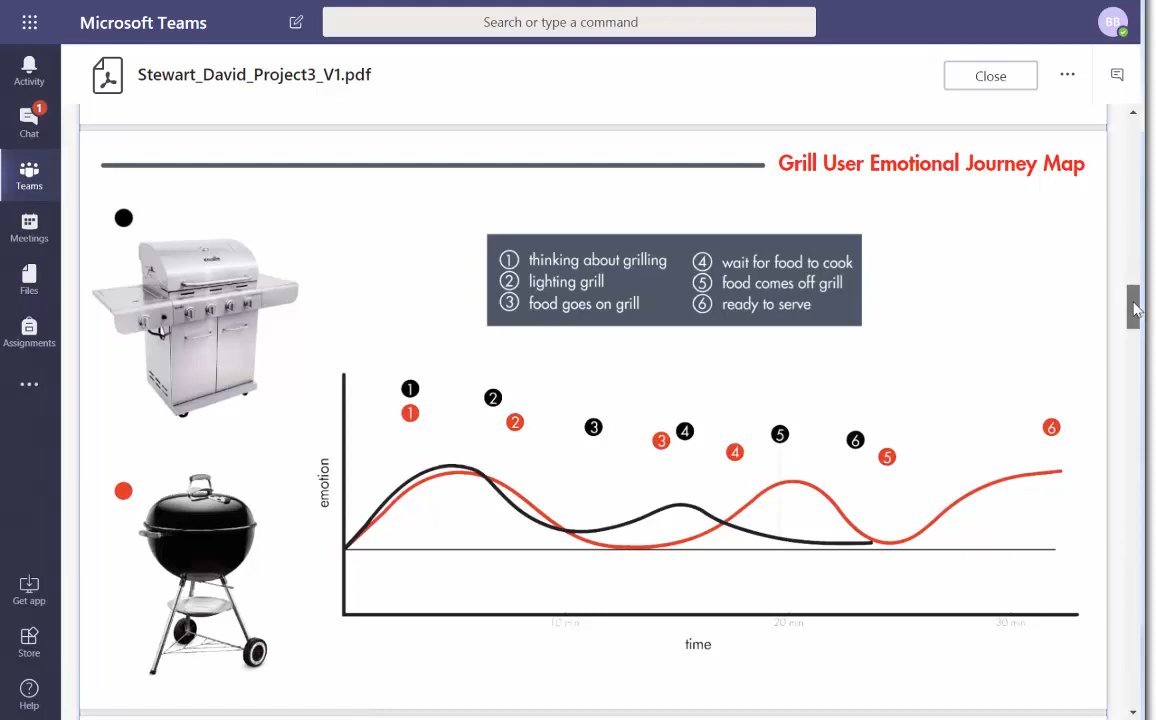 Microsoft Teams
Search or type a command
BB
Activity
Stewart_David_Project3_V1.pdf
Close
1
Chat
Teams
Meetings
Files
Assignments
Get app
Store
Help
Grill User Emotional Journey Map
1 thinking about grilling
2 lighting grill
3 food goes on grill
4 wait for food to cook
5 food comes off grill
6 ready to serve
1 2 3 4 5 6
1 2 3 4 5 6
emotion
10 min 20 min 30 min
time